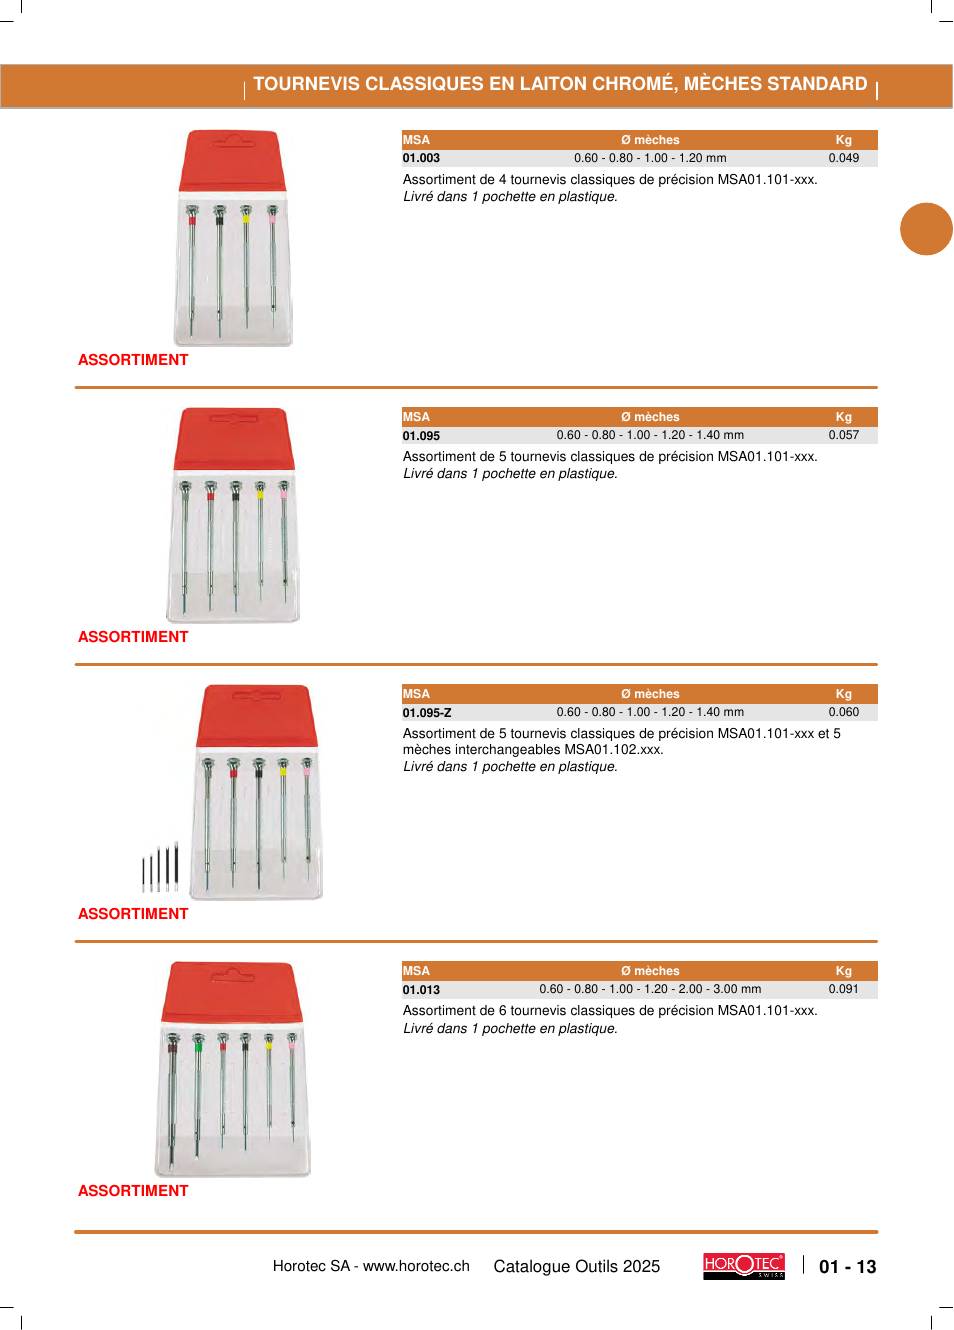 TOURNEVIS CLASSIQUES EN LAITON CHROMÉ, MÈCHES STANDARD
MSA Ø mèches Kg
01.003 0.60 - 0.80 - 1.00 - 1.20 mm 0.049
Assortiment de 4 tournevis classiques de précision MSA01.101-xxx.
Livré dans 1 pochette en plastique.
ASSORTIMENT
MSA Ø mèches Kg
01.095 0.60 - 0.80 - 1.00 - 1.20 - 1.40 mm 0.057
Assortiment de 5 tournevis classiques de précision MSA01.101-xxx.
Livré dans 1 pochette en plastique.
ASSORTIMENT
MSA Ø mèches Kg
01.095-Z 0.60 - 0.80 - 1.00 - 1.20 - 1.40 mm 0.060
Assortiment de 5 tournevis classiques de précision MSA01.101-xxx et 5
mèches interchangeables MSA01.102.xxx.
Livré dans 1 pochette en plastique.
ASSORTIMENT
MSA Ø mèches Kg
01.013 0.60 - 0.80 - 1.00 - 1.20 - 2.00 - 3.00 mm 0.091
Assortiment de 6 tournevis classiques de précision MSA01.101-xxx.
Livré dans 1 pochette en plastique.
ASSORTIMENT
Horotec SA - www.horotec.ch Catalogue Outils 2025 HOROTEC SWISS 01 - 13